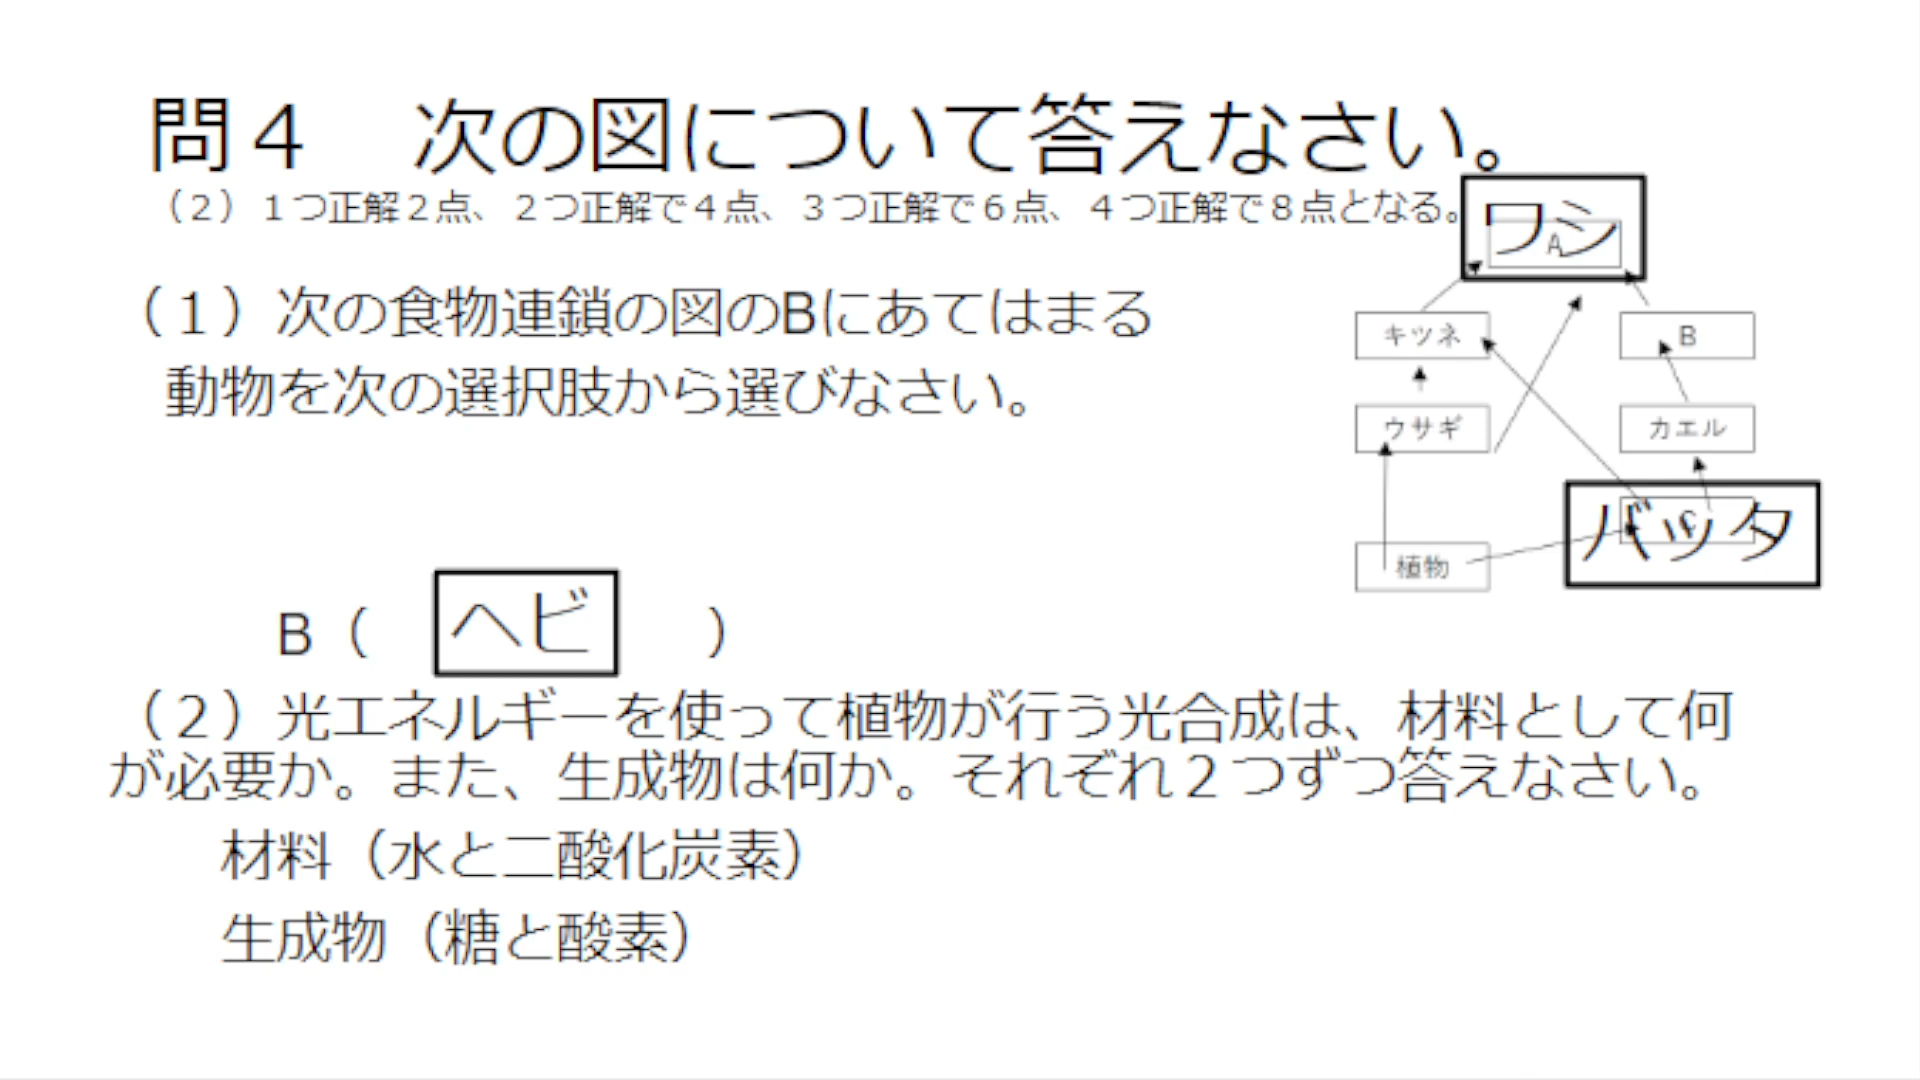 問４　次の図について答えなさい。
（２）１つ正解２点、２つ正解で４点、３つ正解で６点、４つ正解で８点となる。
ワシ
A
（１）次の食物連鎖の図のBにあてはまる
動物を次の選択肢から選びなさい。
キツネ
B
ウサギ
カエル
バッタ
C
植物
B（　ヘビ　）
（２）光エネルギーを使って植物が行う光合成は、材料として何
が必要か。また、生成物は何か。それぞれ２つずつ答えなさい。
材料（水と二酸化炭素）
生成物（糖と酸素）